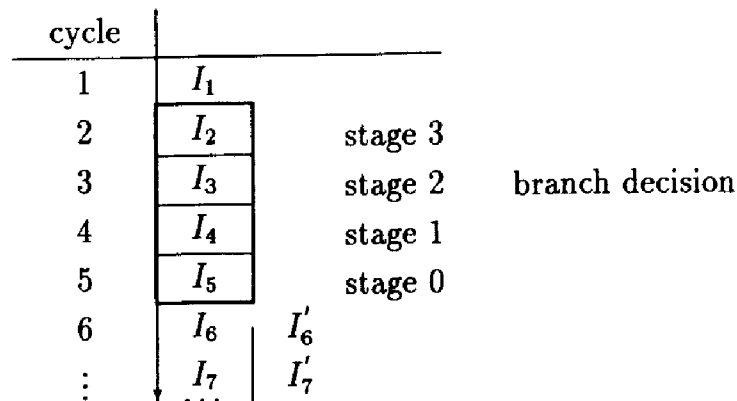 cycle
1 I₁
2 I₂ stage 3
3 I₃ stage 2 branch decision
4 I₄ stage 1
5 I₅ stage 0
6 I₆ I₆′
⋮ I₇ I₇′
...